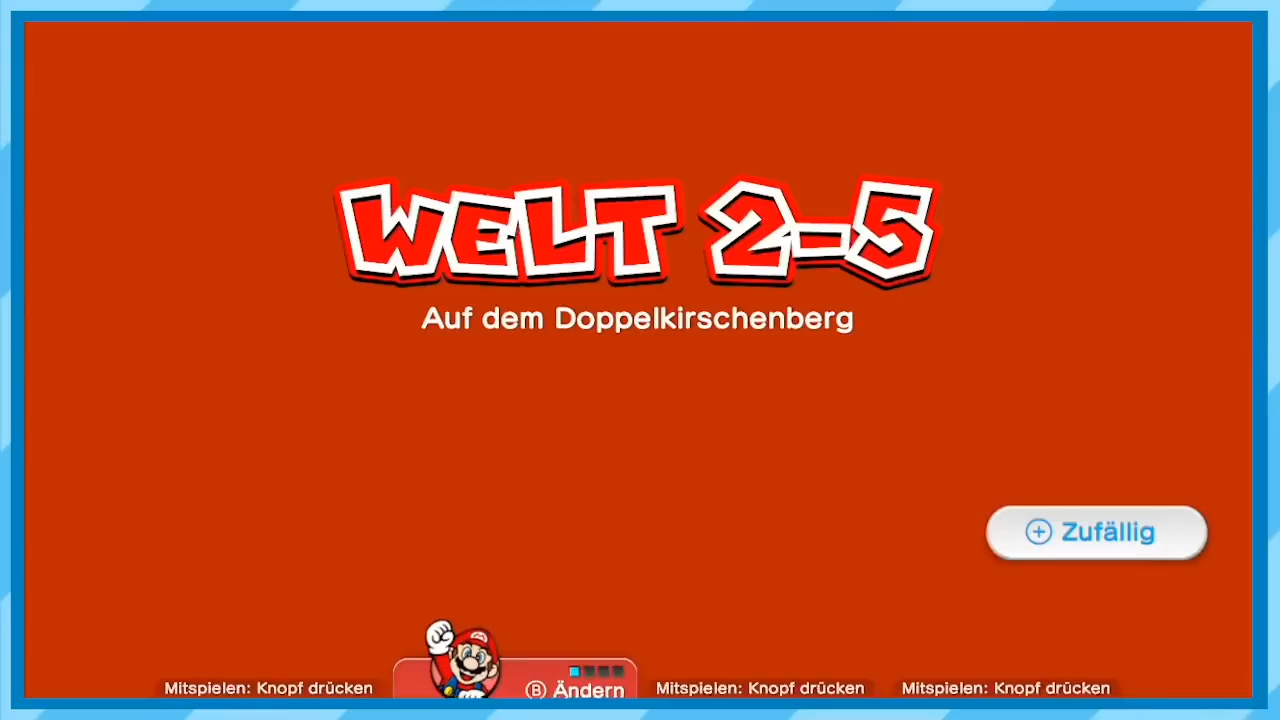 WELT 2-5
Auf dem Doppelkirschenberg
Zufällig
Mitspielen: Knopf drücken
B Ändern
Mitspielen: Knopf drücken
Mitspielen: Knopf drücken